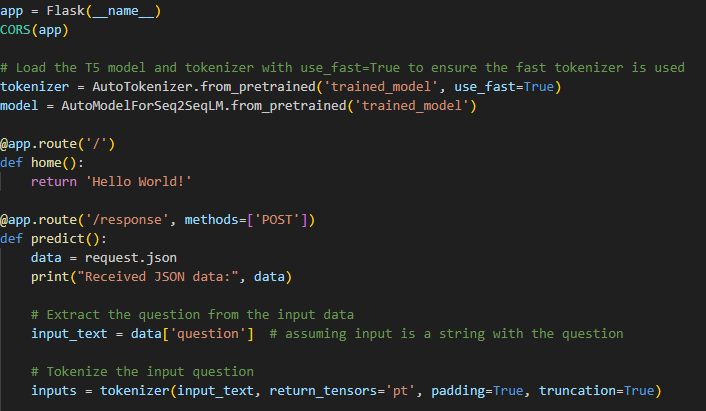 app = Flask(__name__)
CORS(app)
# Load the T5 model and tokenizer with use_fast=True to ensure the fast tokenizer is used
tokenizer = AutoTokenizer.from_pretrained('trained_model', use_fast=True)
model = AutoModelForSeq2SeqLM.from_pretrained('trained_model')
@app.route('/')
def home():
    return 'Hello World!'
@app.route('/response', methods=['POST'])
def predict():
    data = request.json
    print("Received JSON data:", data)
    # Extract the question from the input data
    input_text = data['question']  # assuming input is a string with the question
    # Tokenize the input question
    inputs = tokenizer(input_text, return_tensors='pt', padding=True, truncation=True)